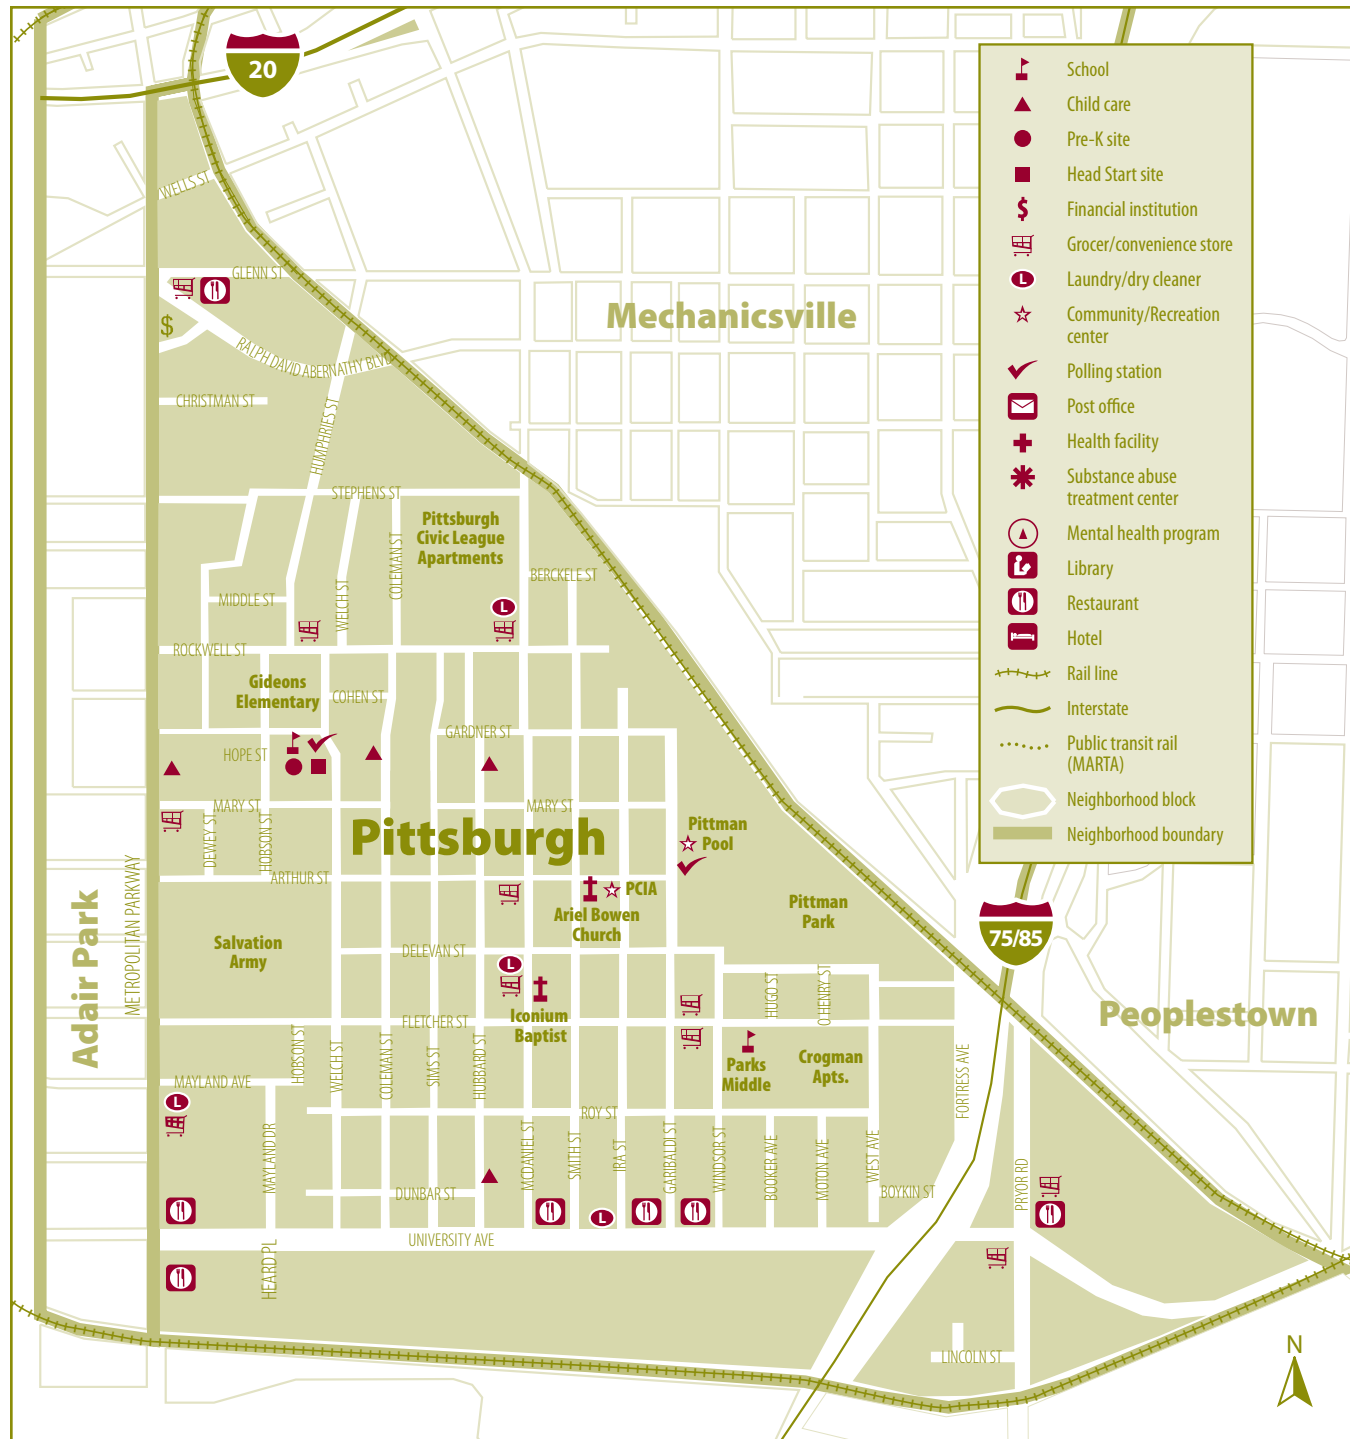 20
School
Child care
Pre-K site
Head Start site
$
Financial institution
Grocer/convenience store
L
Laundry/dry cleaner
Community/Recreation
center
Polling station
Post office
Health facility
Substance abuse
treatment center
Mental health program
Library
Restaurant
Hotel
Rail line
Interstate
Public transit rail
(MARTA)
Neighborhood block
Neighborhood boundary
WELLS ST
GLENN ST
$
RALPH DAVID ABERNATHY BLVD
Mechanicsville
CHRISTMAN ST
HUMPHRIES ST
STEPHENS ST
Pittsburgh
Civic League
Apartments
COLEMAN ST
BERCKELE ST
MIDDLE ST
WELCH ST
L
ROCKWELL ST
Gideons
Elementary
COHEN ST
GARDNER ST
HOPE ST
MARY ST
MARY ST
DEWEY ST
HOBSON ST
Pittsburgh
Pittman
Pool
ARTHUR ST
PCIA
Ariel Bowen
Church
Pittman
Park
METROPOLITAN PARKWAY
Adair Park
Salvation
Army
DELEVAN ST
L
75/85
HUGO ST
O HENRY ST
Iconium
Baptist
FLETCHER ST
Peoplestown
HOBSON ST
WELCH ST
COLEMAN ST
SIMS ST
HUBBARD ST
Parks
Middle
Crogman
Apts.
FORTRESS AVE
MAYLAND AVE
L
ROY ST
MAYLAND DR
MCDANIEL ST
SMITH ST
IRA ST
GARIBALDI ST
WINDSOR ST
BOOKER AVE
MOTON AVE
WEST AVE
DUNBAR ST
BOYKIN ST
PRYOR RD
L
UNIVERSITY AVE
HEARD PL
LINCOLN ST
N